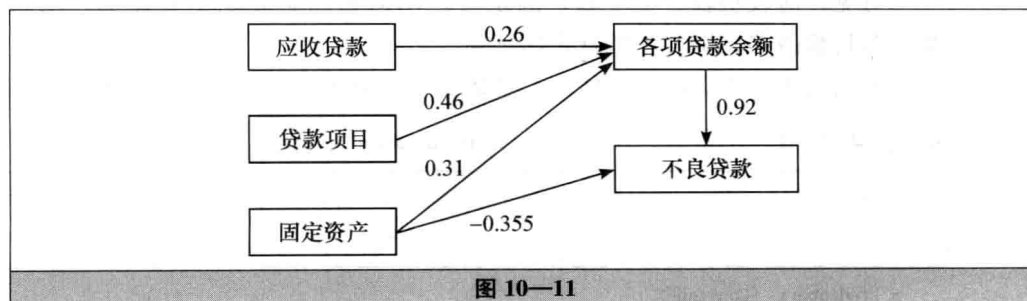 应收贷款
0.26
各项贷款余额
0.46
0.92
贷款项目
0.31
不良贷款
固定资产
−0.355
图 10—11